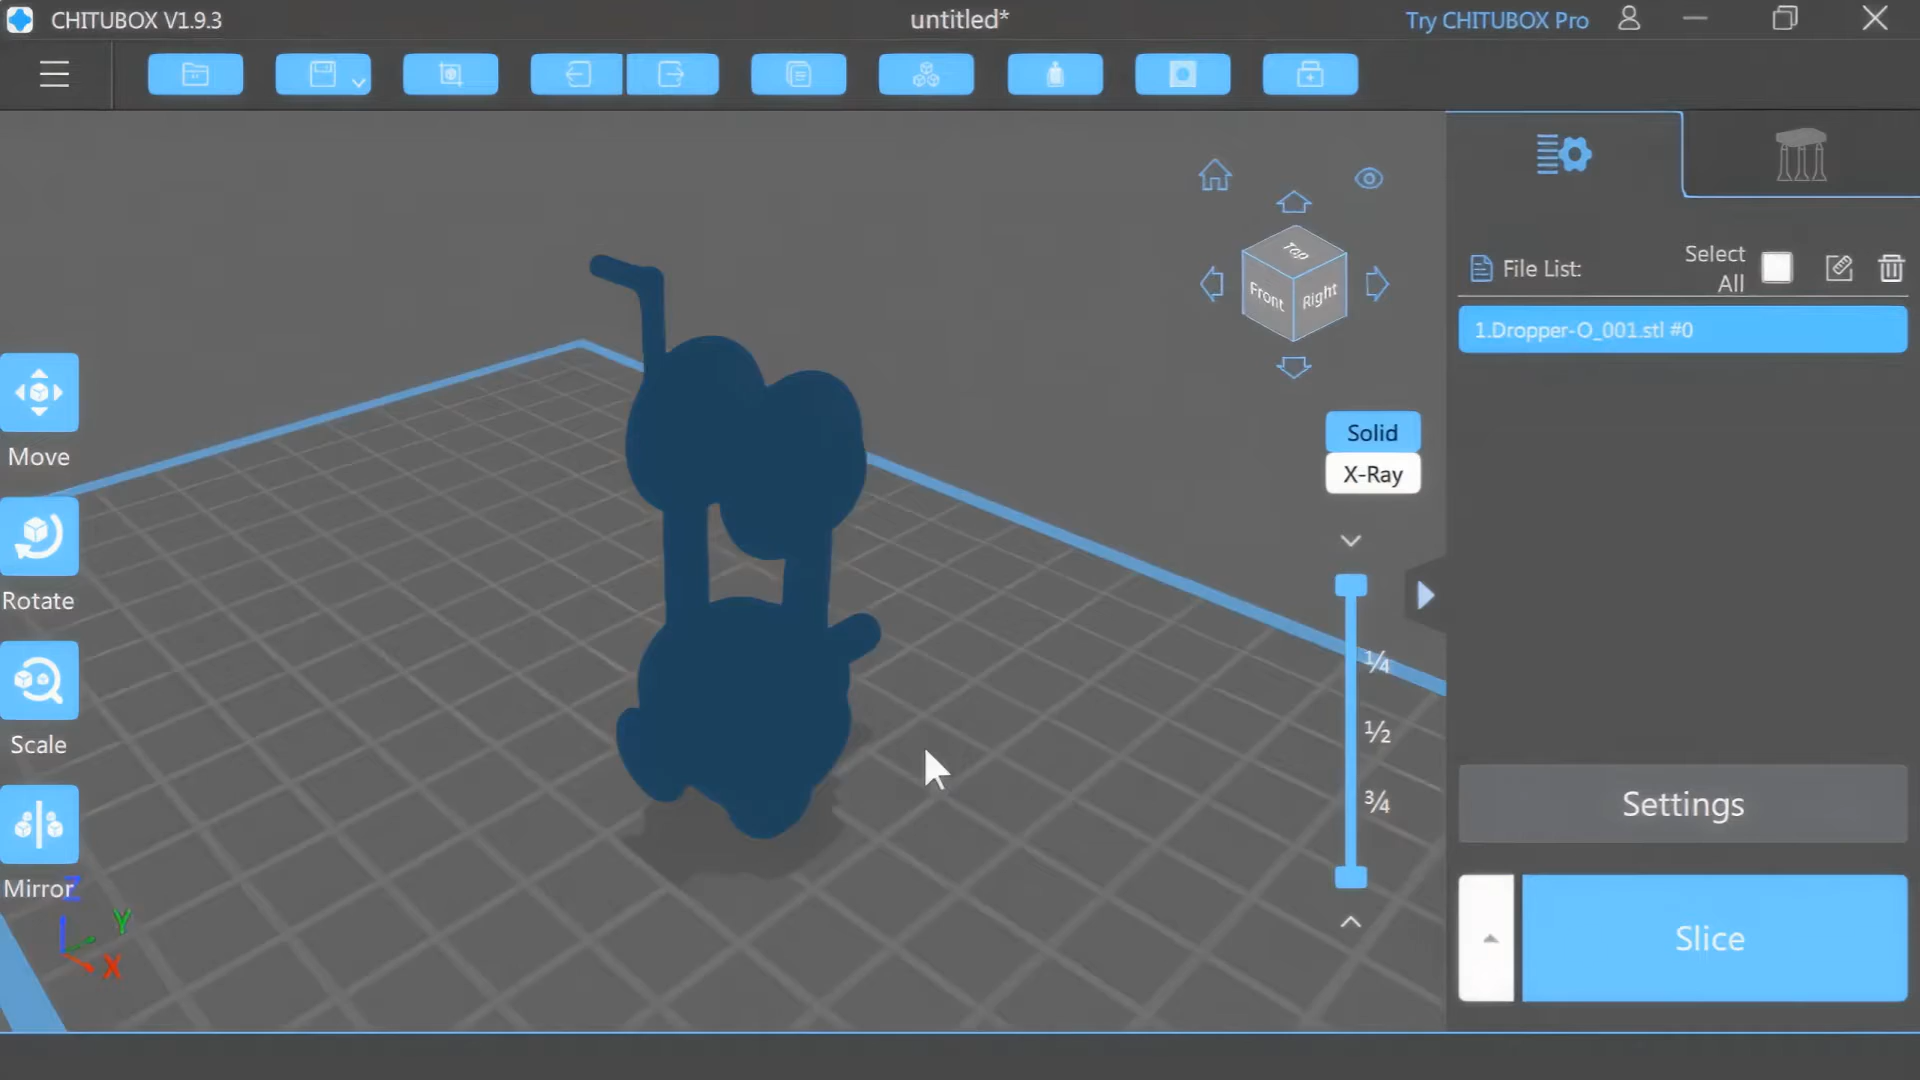 CHITUBOX V1.9.3
untitled*
Try CHITUBOX Pro
Top
Front
Right
File List:
Select
All
1.Dropper-O_001.stl #0
Solid
X-Ray
Move
Rotate
Scale
Mirror
¼
½
¾
Z
Y
X
Settings
Slice